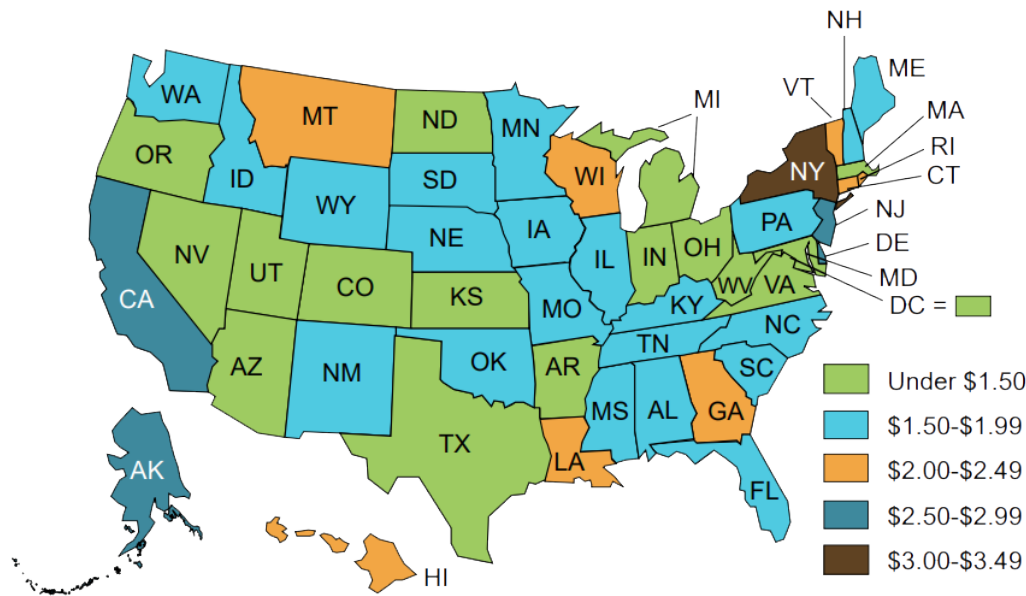 NH
ME
VT
MI
MA
WA
MT
ND
MN
RI
OR
CT
ID
SD
WI
NY
WY
NJ
PA
IA
NE
DE
NV
OH
IL
IN
UT
CO
MD
WV
VA
CA
KS
MO
KY
DC =
NC
TN
OK
AZ
NM
AR
SC
Under $1.50
MS
AL
GA
$1.50-$1.99
TX
LA
AK
$2.00-$2.49
FL
$2.50-$2.99
$3.00-$3.49
HI